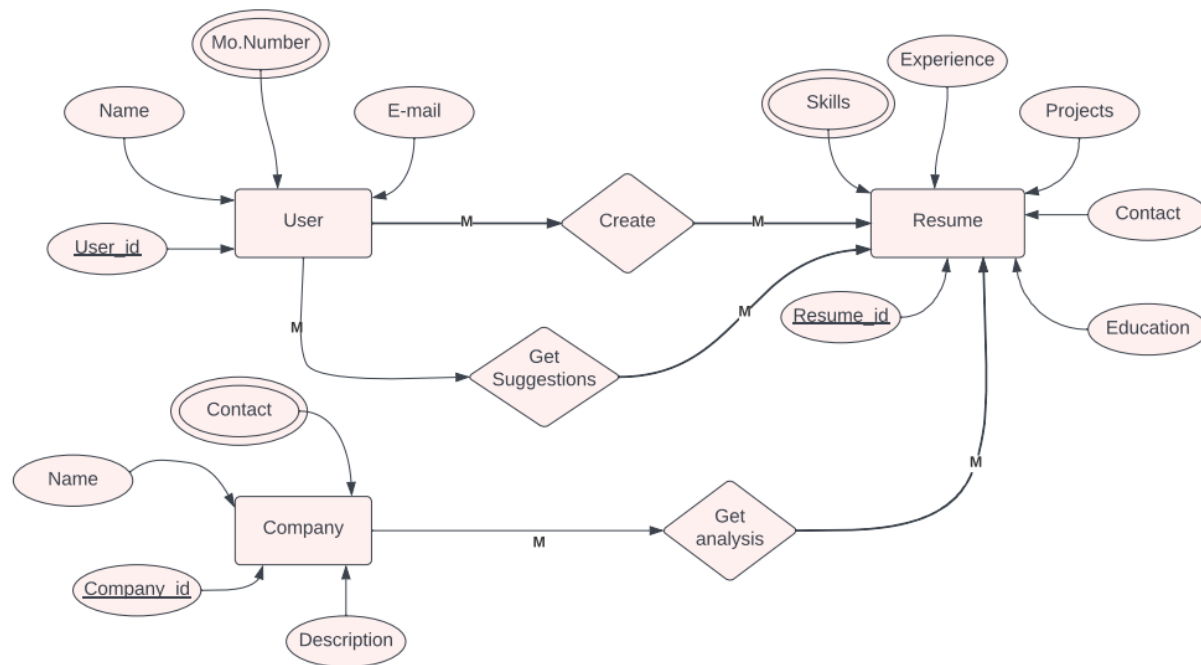 Mo.Number
Experience
Skills
Name
E-mail
Projects
User
M
Create
M
Resume
Contact
User_id
Resume_id
Education
M
M
Get
Suggestions
Contact
Name
M
Company
M
Get
analysis
Company_id
Description